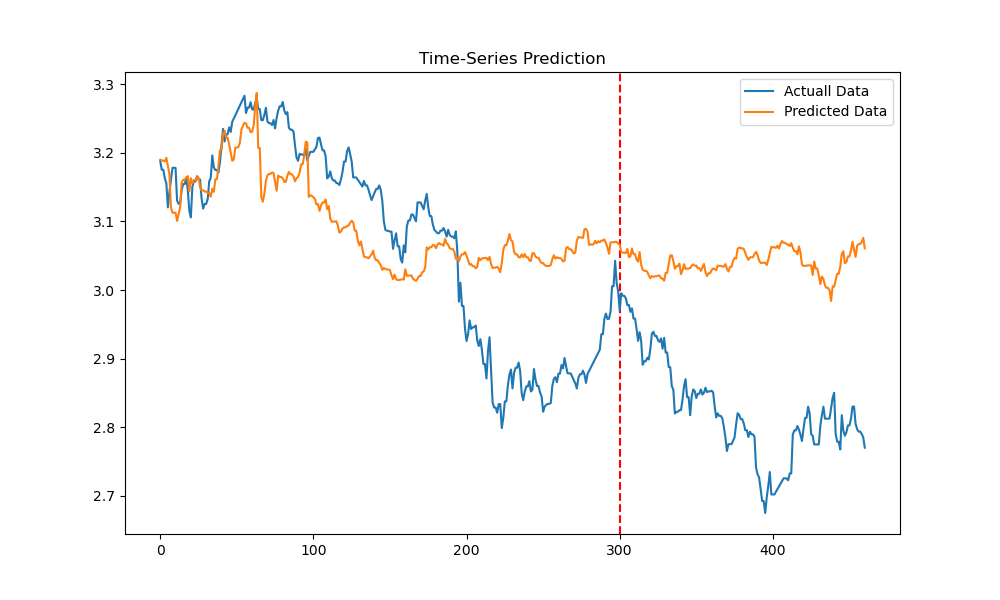 Time-Series Prediction
Actuall Data
Predicted Data
3.3
3.2
3.1
3.0
2.9
2.8
2.7
0 100 200 300 400